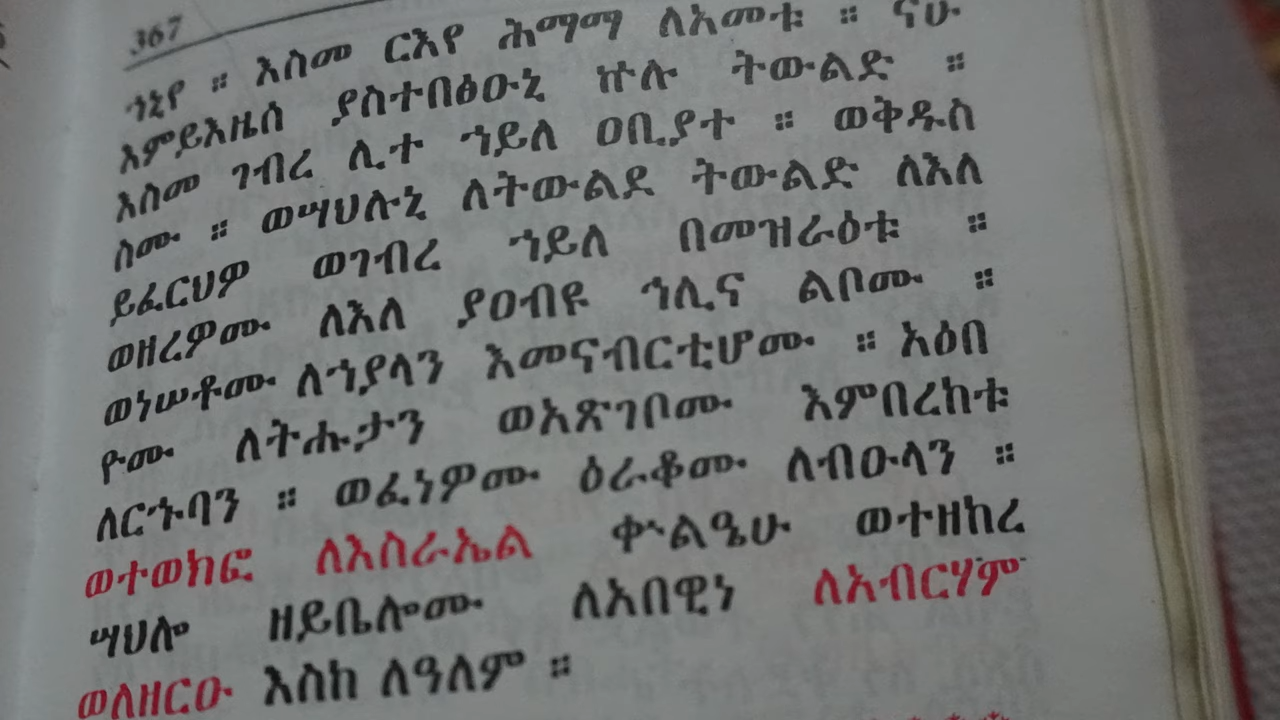 367
ኅኒየ ። እስመ ርእየ ሕማማ ለአመቱ ። ናሁ
እምይእዜሰ ያስተበፅዑኒ ኵሉ ትውልድ ።
እስመ ገብረ ሊተ ኀይለ ዐቢያተ ። ወቅዱስ
ስሙ ። ወሣህሉኒ ለትውልደ ትውልድ ለእለ
ይፈርህዎ ወገብረ ኀይለ በመዝራዕቱ ።
ወዘረዎሙ ለእለ ያዐብዩ ኅሊና ልቦሙ ።
ወነሠቶሙ ለኀያላን እመናብርቲሆሙ ። አዕበ
ዮሙ ለትሑታን ወአጽገቦሙ እምበረከቱ
ለርኁባን ። ወፈነዎሙ ዕራቆሙ ለብዑላን ።
ወተወክፎ ለእስራኤል ቍልዔሁ ወተዘከረ
ሣህሎ ዘይቤሎሙ ለአበዊነ ለአብርሃም
ወለዘርዑ እስከ ለዓለም ።